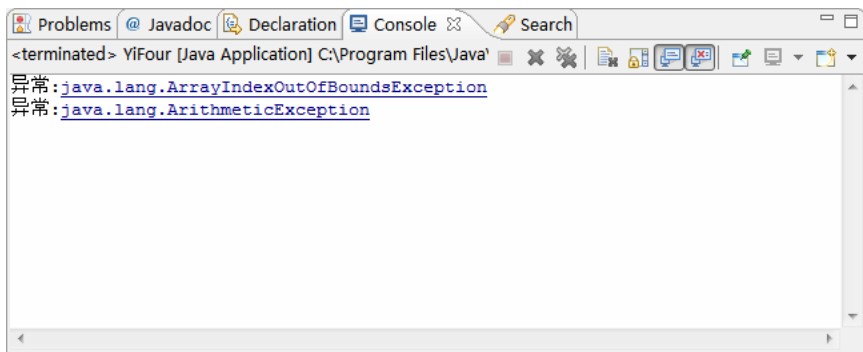 Problems @ Javadoc Declaration Console Search
<terminated> YiFour [Java Application] C:\Program Files\Java\
异常:java.lang.ArrayIndexOutOfBoundsException
异常:java.lang.ArithmeticException